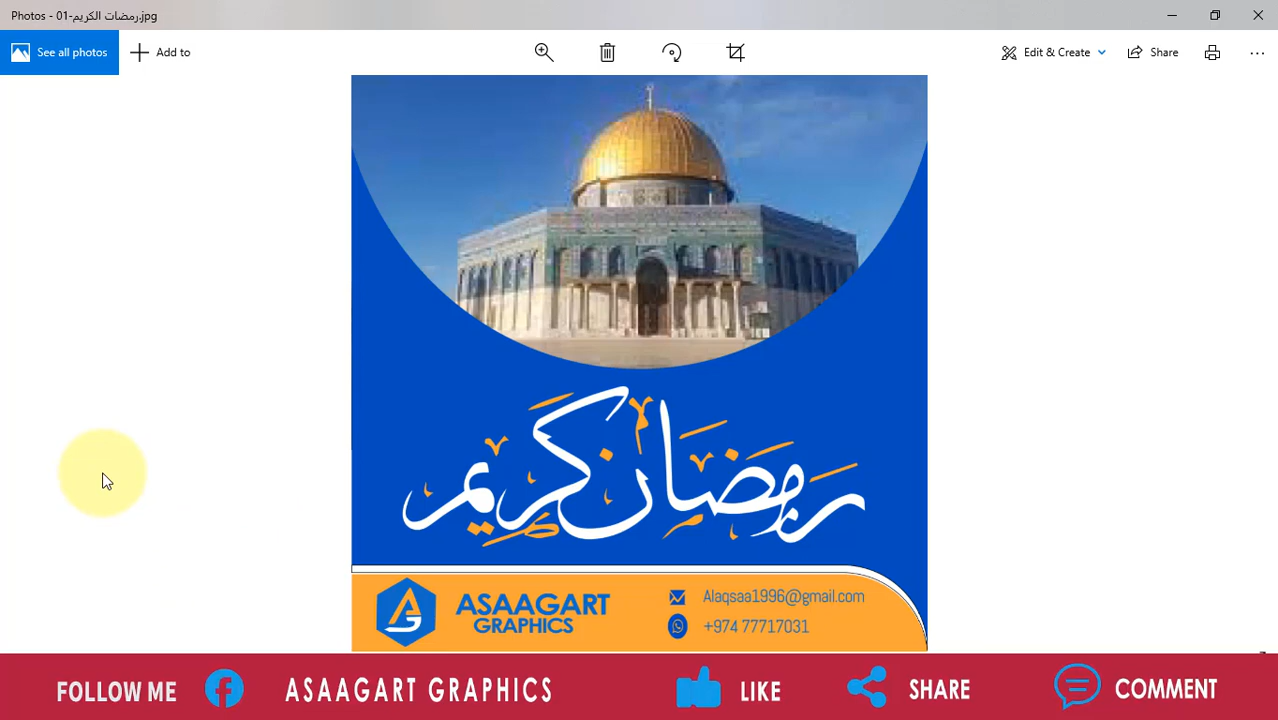 Photos - رمضات الكريم-01.jpg
See all photos
Add to
Edit & Create
Share
رمضان كريم
ASAAGART
GRAPHICS
Alaqsaa1996@gmail.com
+974 77717031
FOLLOW ME
ASAAGART GRAPHICS
LIKE
SHARE
COMMENT